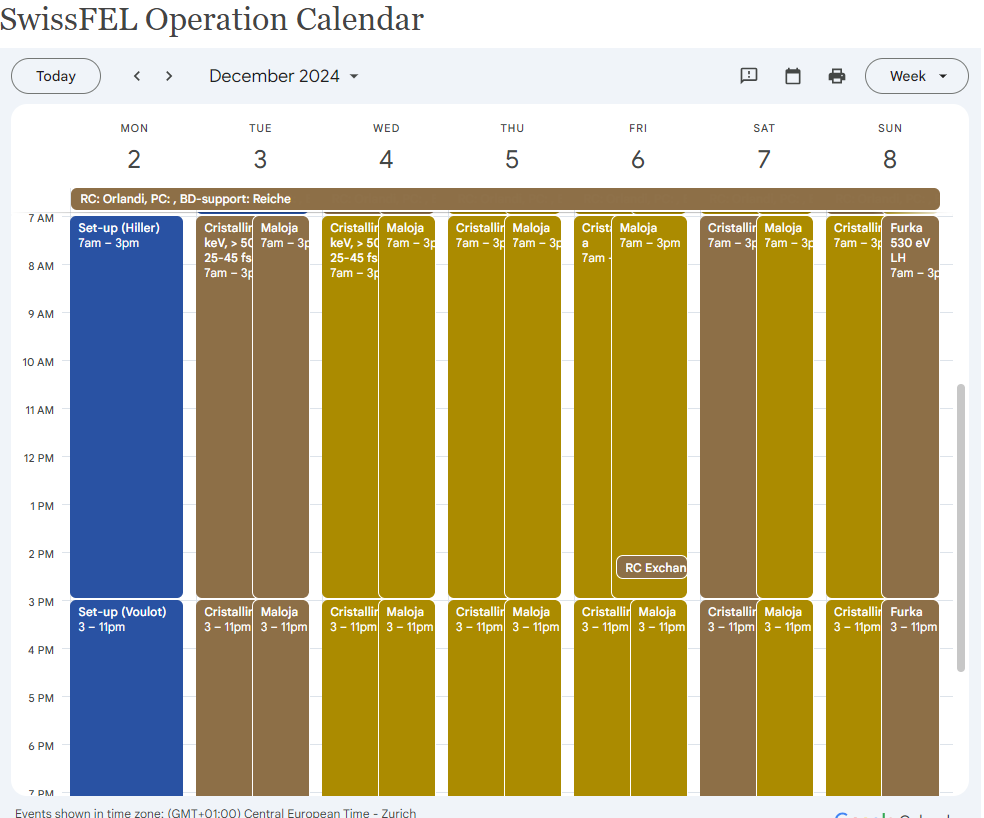 SwissFEL Operation Calendar
Today
December 2024
Week
MON TUE WED THU FRI SAT SUN
2 3 4 5 6 7 8
RC: Orlandi, PC: , BD-support: Reiche
7 AM
8 AM
9 AM
10 AM
11 AM
12 PM
1 PM
2 PM
3 PM
4 PM
5 PM
6 PM
7 PM
Set-up (Hiller)
7am – 3pm
Set-up (Voulot)
3 – 11pm
Cristallin
keV, > 50
25-45 fs
7am – 3p
Maloja
7am – 3p
Cristallin
3 – 11pm
Maloja
3 – 11pm
Cristallin
keV, > 50
25-45 fs
7am – 3p
Maloja
7am – 3p
Cristallin
3 – 11pm
Maloja
3 – 11pm
Cristallin
7am – 3p
Maloja
7am – 3p
Cristallin
3 – 11pm
Maloja
3 – 11pm
Crista
a
7am -
Maloja
7am – 3pm
RC Exchan
Cristallin
3 – 11pm
Maloja
3 – 11pm
Cristallin
7am – 3p
Maloja
7am – 3p
Cristallin
3 – 11pm
Maloja
3 – 11pm
Cristallin
7am – 3p
Furka
530 eV
LH
7am – 3p
Cristallin
3 – 11pm
Furka
3 – 11pm
Events shown in time zone: (GMT+01:00) Central European Time - Zurich